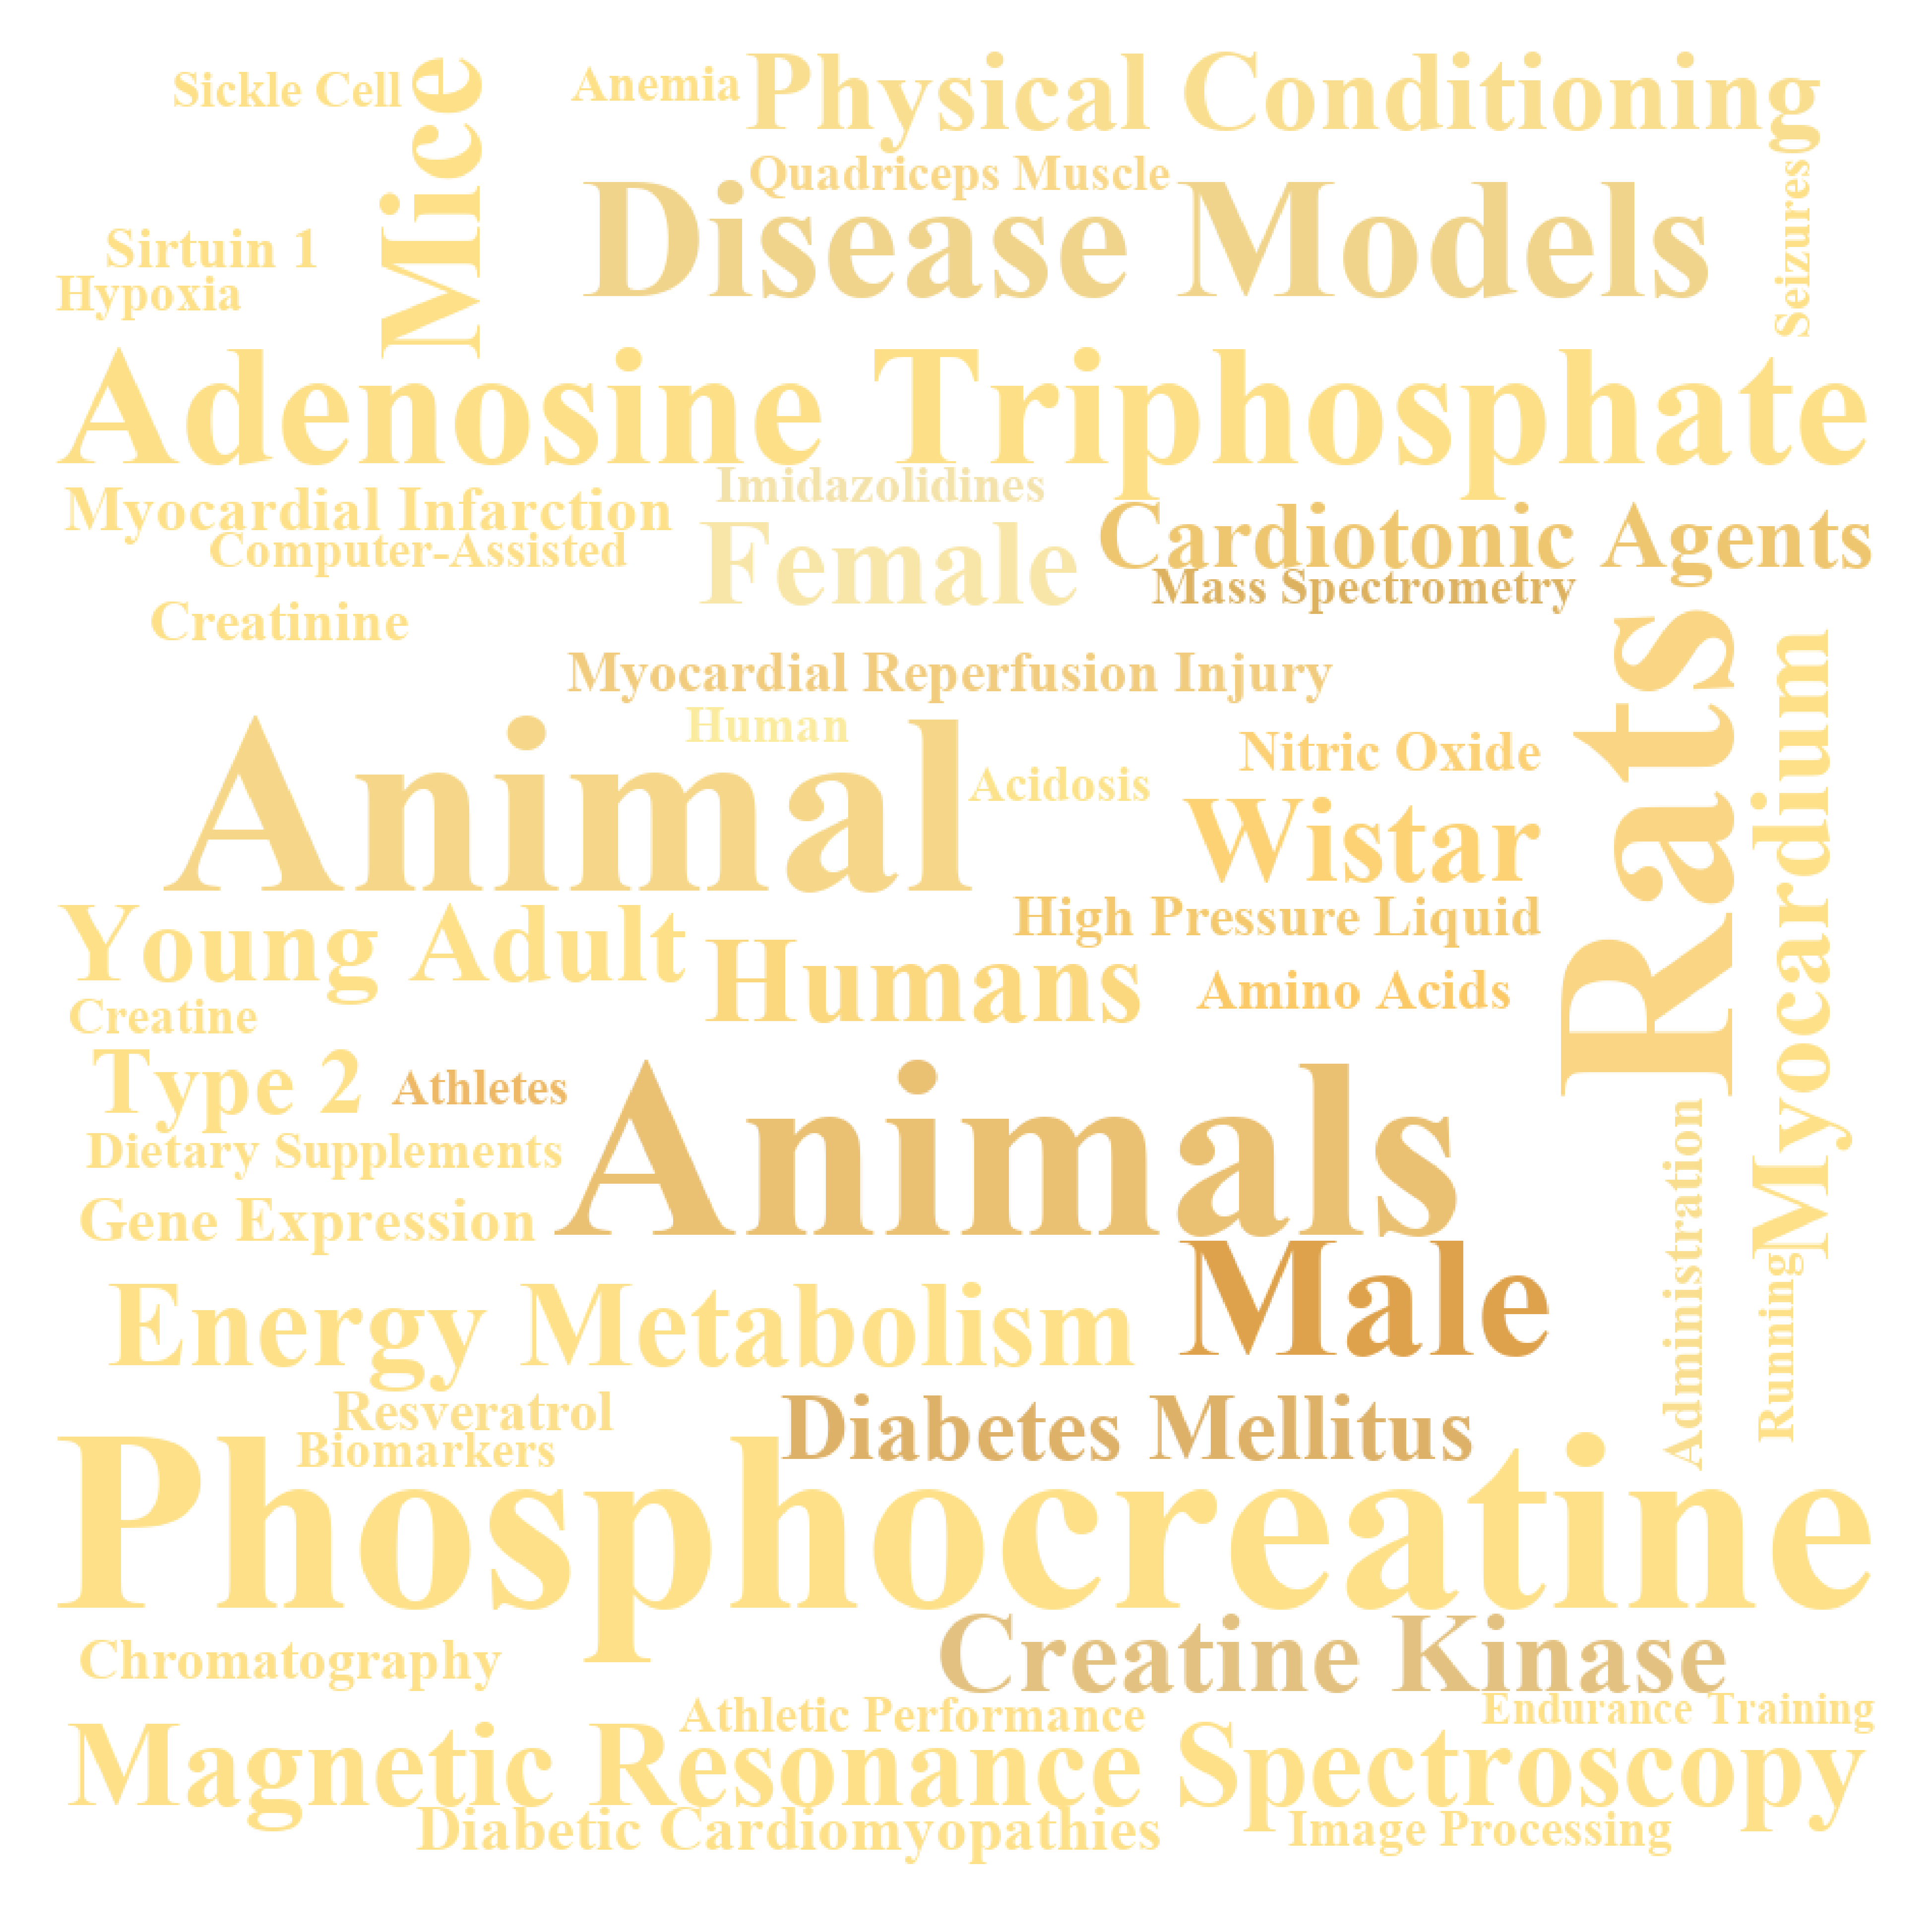 Sickle Cell
Mice
Anemia
Physical Conditioning
Quadriceps Muscle
Seizures
Disease Models
Sirtuin 1
Hypoxia
Adenosine Triphosphate
Imidazolidines
Myocardial Infarction
Computer-Assisted
Female
Cardiotonic Agents
Mass Spectrometry
Creatinine
Rats
Myocardium
Myocardial Reperfusion Injury
Human
Animal
Acidosis
Nitric Oxide
Wistar
Young Adult
High Pressure Liquid
Humans
Amino Acids
Creatine
Type 2
Athletes
Animals
Dietary Supplements
Administration
Gene Expression
Male
Running
Energy Metabolism
Resveratrol
Diabetes Mellitus
Biomarkers
Phosphocreatine
Creatine Kinase
Chromatography
Athletic Performance
Endurance Training
Magnetic Resonance Spectroscopy
Diabetic Cardiomyopathies
Image Processing